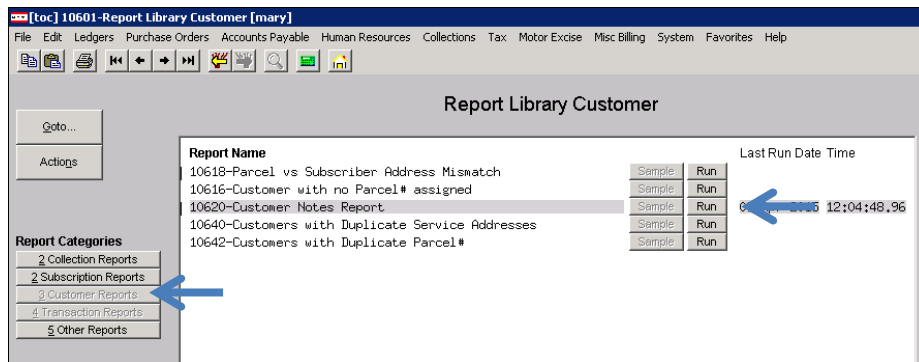 [toc] 10601-Report Library Customer [mary]
File Edit Ledgers Purchase Orders Accounts Payable Human Resources Collections Tax Motor Excise Misc Billing System Favorites Help
Report Library Customer
Goto...
Actions
Report Name Last Run Date Time
10618-Parcel vs Subscriber Address Mismatch Sample Run
10616-Customer with no Parcel# assigned Sample Run
10620-Customer Notes Report Sample Run 12:04:48.96
10640-Customers with Duplicate Service Addresses Sample Run
10642-Customers with Duplicate Parcel# Sample Run
Report Categories
2 Collection Reports
2 Subscription Reports
3 Customer Reports
4 Transaction Reports
5 Other Reports